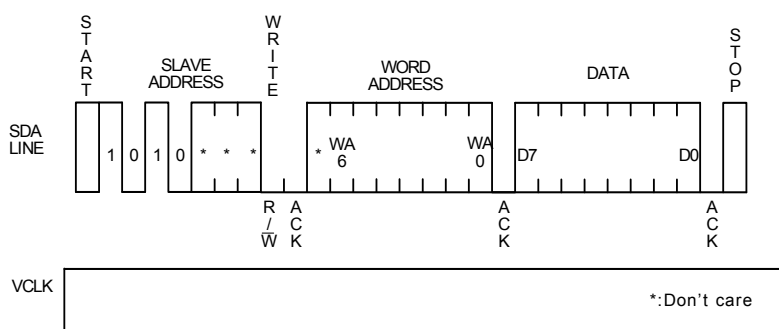 START
WRITE
STOP
SLAVE
ADDRESS
WORD
ADDRESS
DATA
SDA
LINE
1 0 1 0 * * * * WA
6 WA
0 D7 D0
R/W
ACK
ACK
ACK
VCLK
*:Don't care